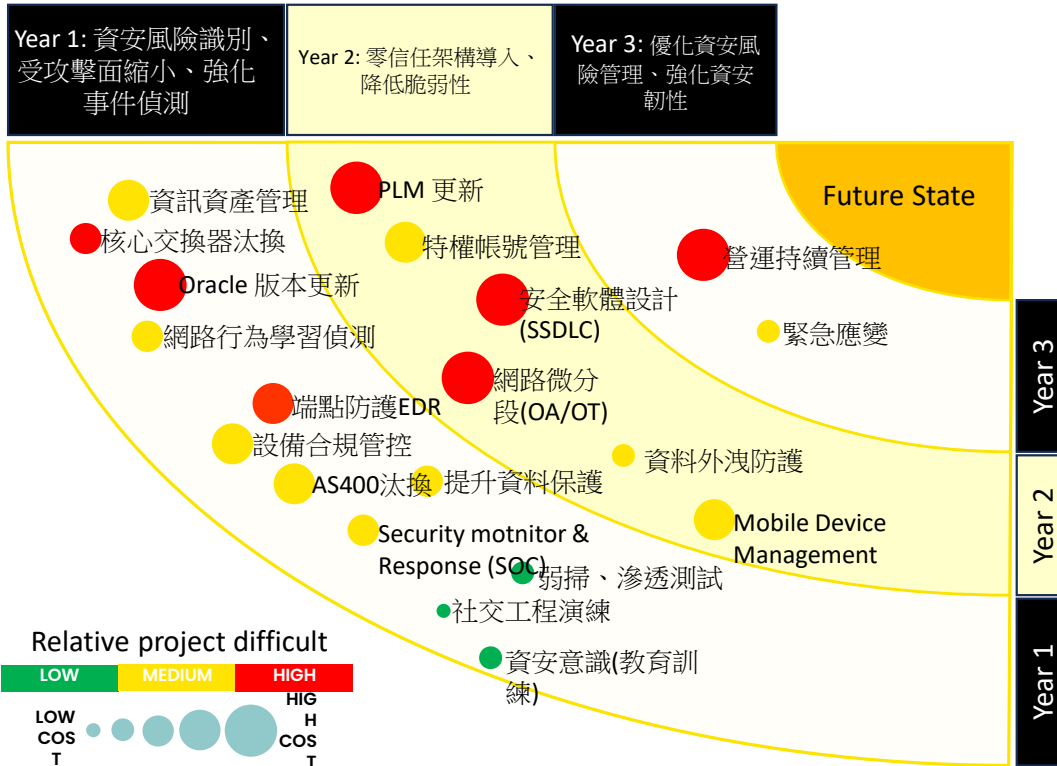 Year 1: 資安風險識別、
受攻擊面縮小、強化
事件偵測
Year 2: 零信任架構導入、
降低脆弱性
Year 3: 優化資安風
險管理、強化資安
韌性
Future State
資訊資產管理
核心交換器汰換
Oracle 版本更新
網路行為學習偵測
端點防護EDR
設備合規管控
AS400汰換
提升資料保護
Security motnitor &
Response (SOC)
弱掃、滲透測試
社交工程演練
資安意識(教育訓
練)
PLM 更新
特權帳號管理
安全軟體設計
(SSDLC)
網路微分
段(OA/OT)
資料外洩防護
Mobile Device
Management
營運持續管理
緊急應變
Year 3
Year 2
Year 1
Relative project difficult
LOW
MEDIUM
HIGH
LOW
COS
T
HIG
H
COS
T